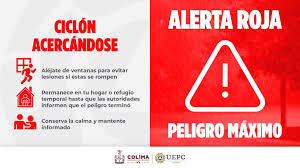 CICLÓN
ACERCÁNDOSE
Aléjate de ventanas para evitar
lesiones si éstas se rompen
Permanece en tu hogar o refugio
temporal hasta que las autoridades
informen que el peligro terminó
Conserva la calma y mantente
informado
ALERTA ROJA
PELIGRO MÁXIMO
COLIMA
UEPC